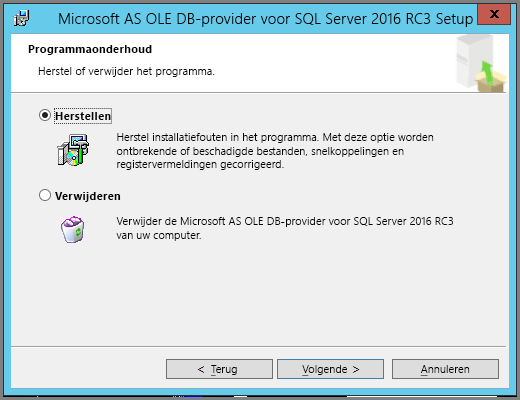 Microsoft AS OLE DB-provider voor SQL Server 2016 RC3 Setup
x
Programmaonderhoud
Herstel of verwijder het programma.
Herstellen
Herstel installatiefouten in het programma. Met deze optie worden
ontbrekende of beschadigde bestanden, snelkoppelingen en
registervermeldingen gecorrigeerd.
Verwijderen
Verwijder de Microsoft AS OLE DB-provider voor SQL Server 2016 RC3
van uw computer.
< Terug
Volgende >
Annuleren